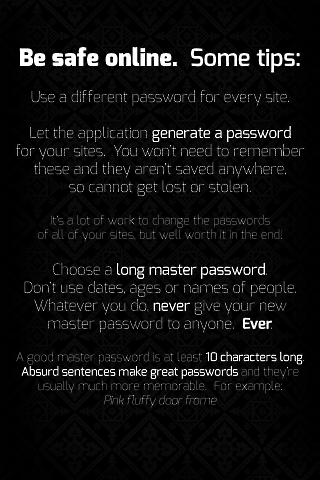 Be safe online. Some tips:
Use a different password for every site.
Let the application generate a password
for your sites. You won't need to remember
these and they aren't saved anywhere,
so cannot get lost or stolen.
It's a lot of work to change the passwords
of all of your sites, but well worth it in the end.
Choose a long master password.
Don't use dates, ages or names of people.
Whatever you do, never give your new
master password to anyone. Ever.
A good master password is at least 10 characters long.
Absurd sentences make great passwords and they're
usually much more memorable. For example:
Pink fluffy door frame